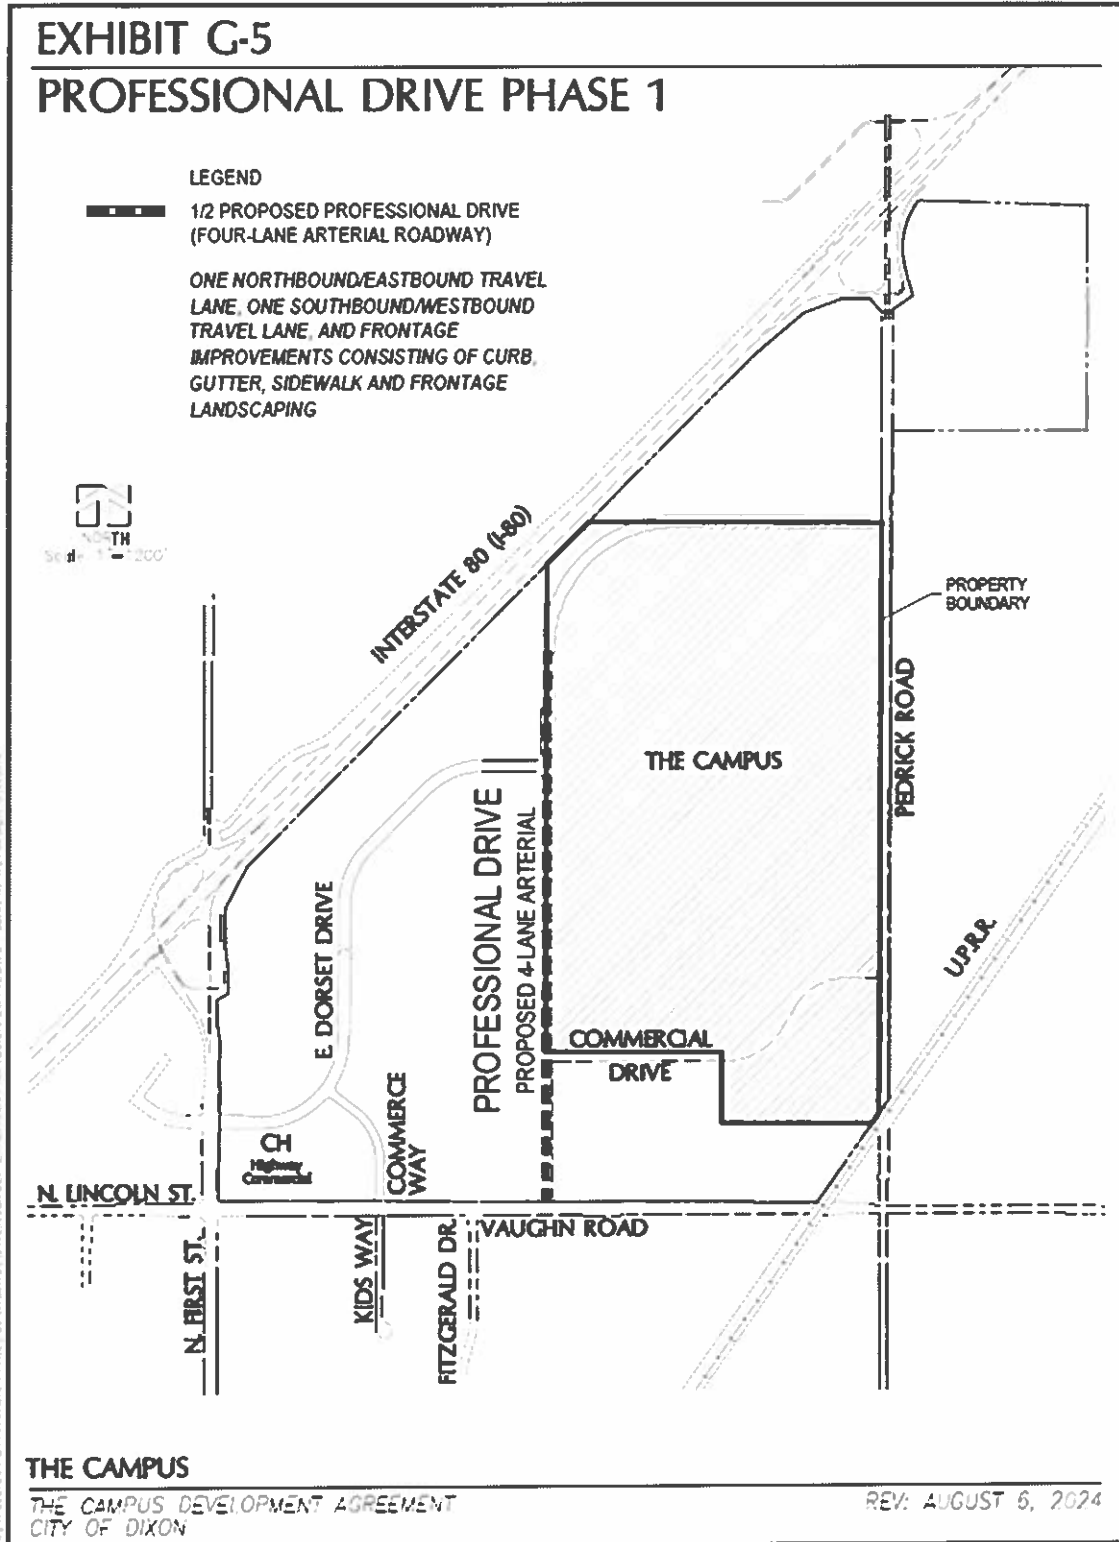 EXHIBIT G-5
PROFESSIONAL DRIVE PHASE 1
LEGEND
1/2 PROPOSED PROFESSIONAL DRIVE
(FOUR-LANE ARTERIAL ROADWAY)
ONE NORTHBOUND/EASTBOUND TRAVEL
LANE, ONE SOUTHBOUND/WESTBOUND
TRAVEL LANE, AND FRONTAGE
IMPROVEMENTS CONSISTING OF CURB,
GUTTER, SIDEWALK AND FRONTAGE
LANDSCAPING
INTERSTATE 80 (I-80)
PROPERTY
BOUNDARY
PEDRICK ROAD
THE CAMPUS
PROFESSIONAL DRIVE
PROPOSED 4-LANE ARTERIAL
E. DORSET DRIVE
U.P.R.R.
COMMERCIAL
DRIVE
COMMERCE
WAY
CH
Highway
Commercial
N. LINCOLN ST.
VAUGHN ROAD
N. FIRST ST.
KIDS WAY
FITZGERALD DR.
THE CAMPUS
THE CAMPUS DEVELOPMENT AGREEMENT
CITY OF DIXON
REV: AUGUST 6, 2024